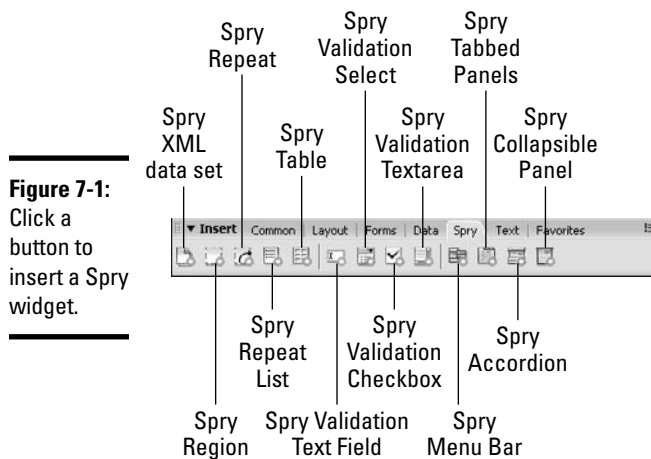 Spry
Repeat
Spry
Validation
Select
Spry
Tabbed
Panels
Spry
XML
data set
Spry
Table
Spry
Validation
Textarea
Spry
Collapsible
Panel
Figure 7-1:
Click a
button to
insert a Spry
widget.
▼ Insert Common Layout Forms Data Spry Text Favorites
Spry
Repeat
List
Spry
Validation
Checkbox
Spry
Accordion
Spry
Region
Spry Validation
Text Field
Spry
Menu Bar